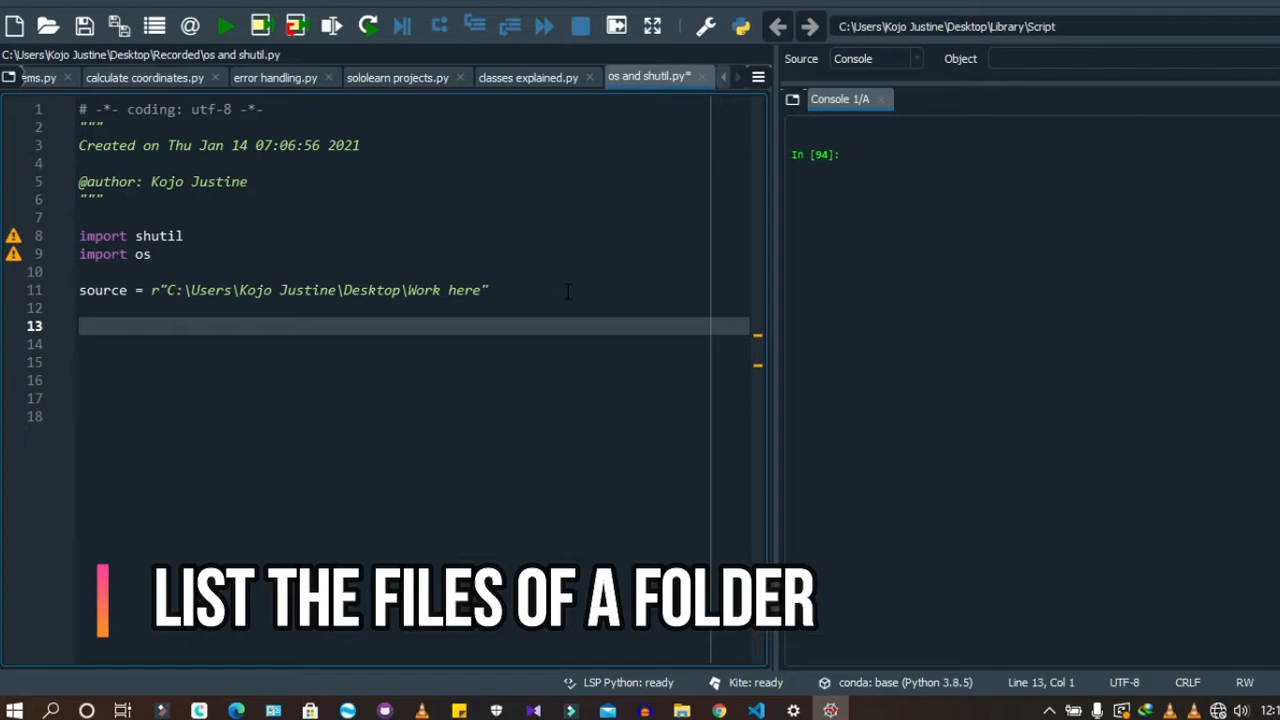 C:\Users\Kojo Justine\Desktop\Library\Script
C:\Users\Kojo Justine\Desktop\Recorded\os and shutil.py
Source Console Object
ems.py calculate coordinates.py error handling.py sololearn projects.py classes explained.py os and shutil.py*
Console 1/A
1 # -*- coding: utf-8 -*-
2 """
3 Created on Thu Jan 14 07:06:56 2021
4
5 @author: Kojo Justine
6 """
7
8 import shutil
9 import os
10
11 source = r"C:\Users\Kojo Justine\Desktop\Work here"
12
13
14
15
16
17
18
In [94]:
LIST THE FILES OF A FOLDER
LSP Python: ready Kite: ready conda: base (Python 3.8.5) Line 13, Col 1 UTF-8 CRLF RW